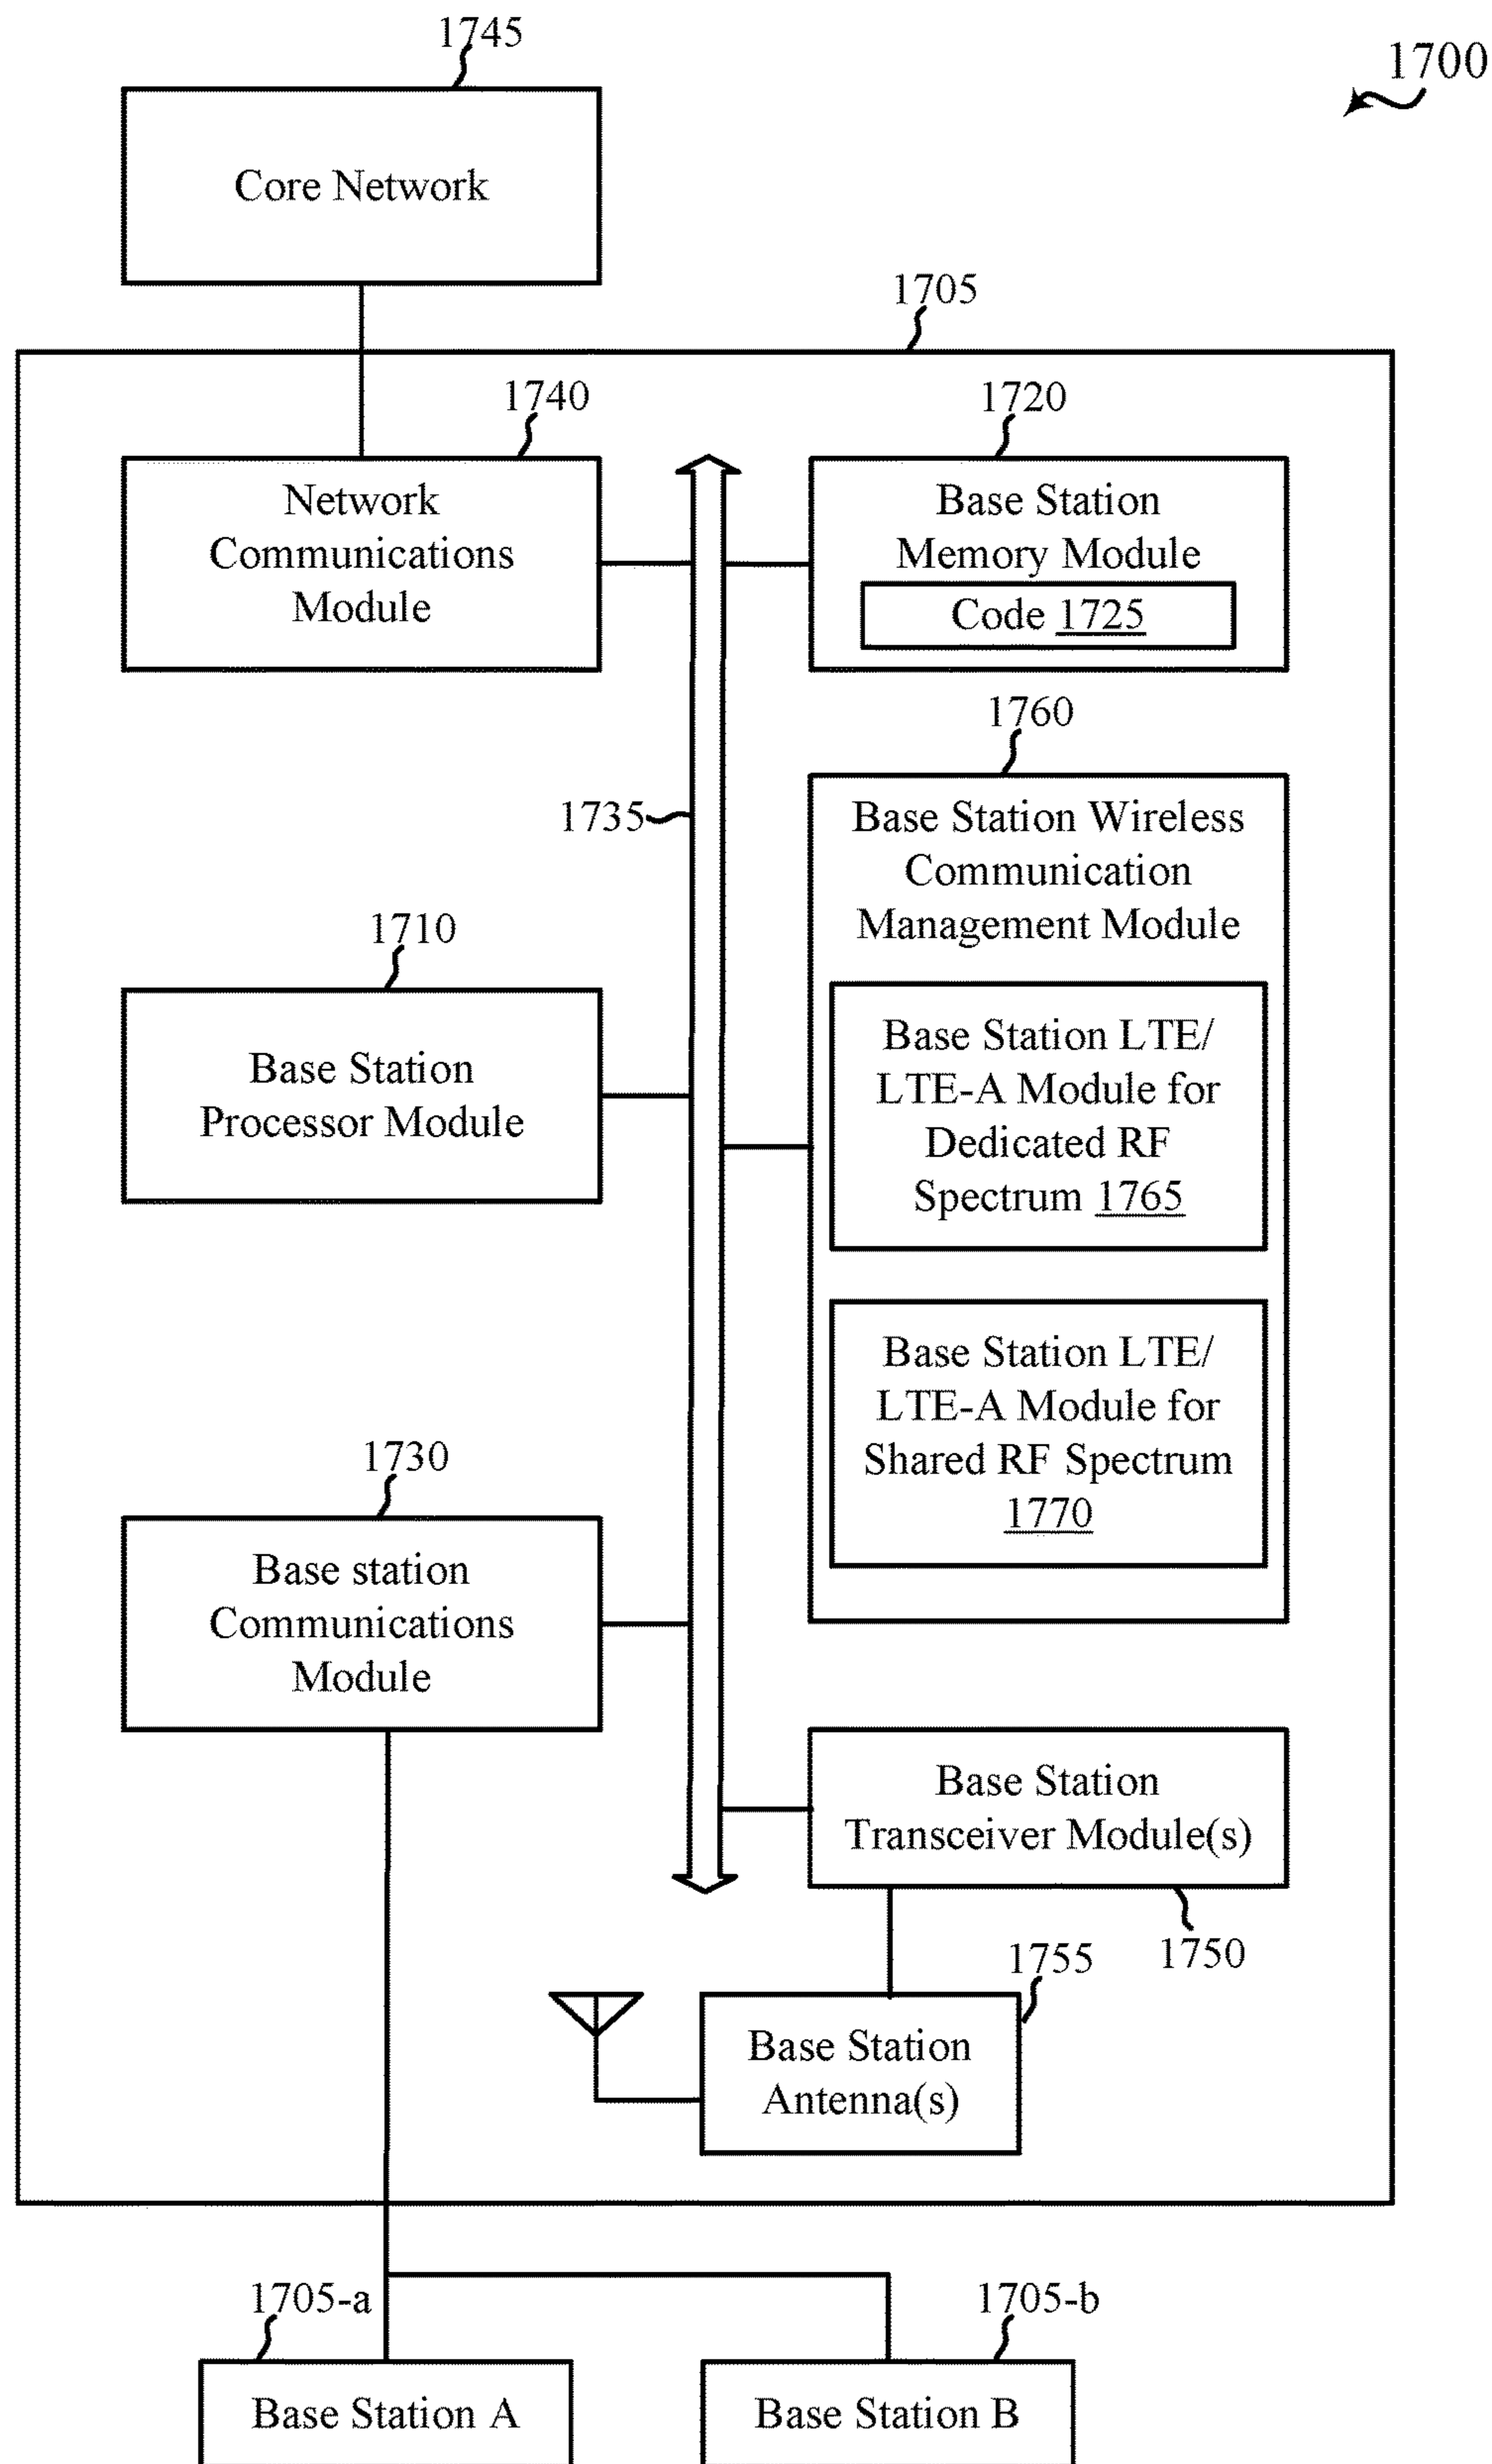 1745
1700
Core Network
1705
1740
1720
Network
Communications
Module
Base Station
Memory Module
Code 1725
1760
1735
Base Station Wireless
Communication
Management Module
1710
Base Station
Processor Module
Base Station LTE/
LTE-A Module for
Dedicated RF
Spectrum 1765
Base Station LTE/
LTE-A Module for
Shared RF Spectrum
1770
1730
Base station
Communications
Module
Base Station
Transceiver Module(s)
1750
1755
Base Station
Antenna(s)
1705-a
1705-b
Base Station A
Base Station B